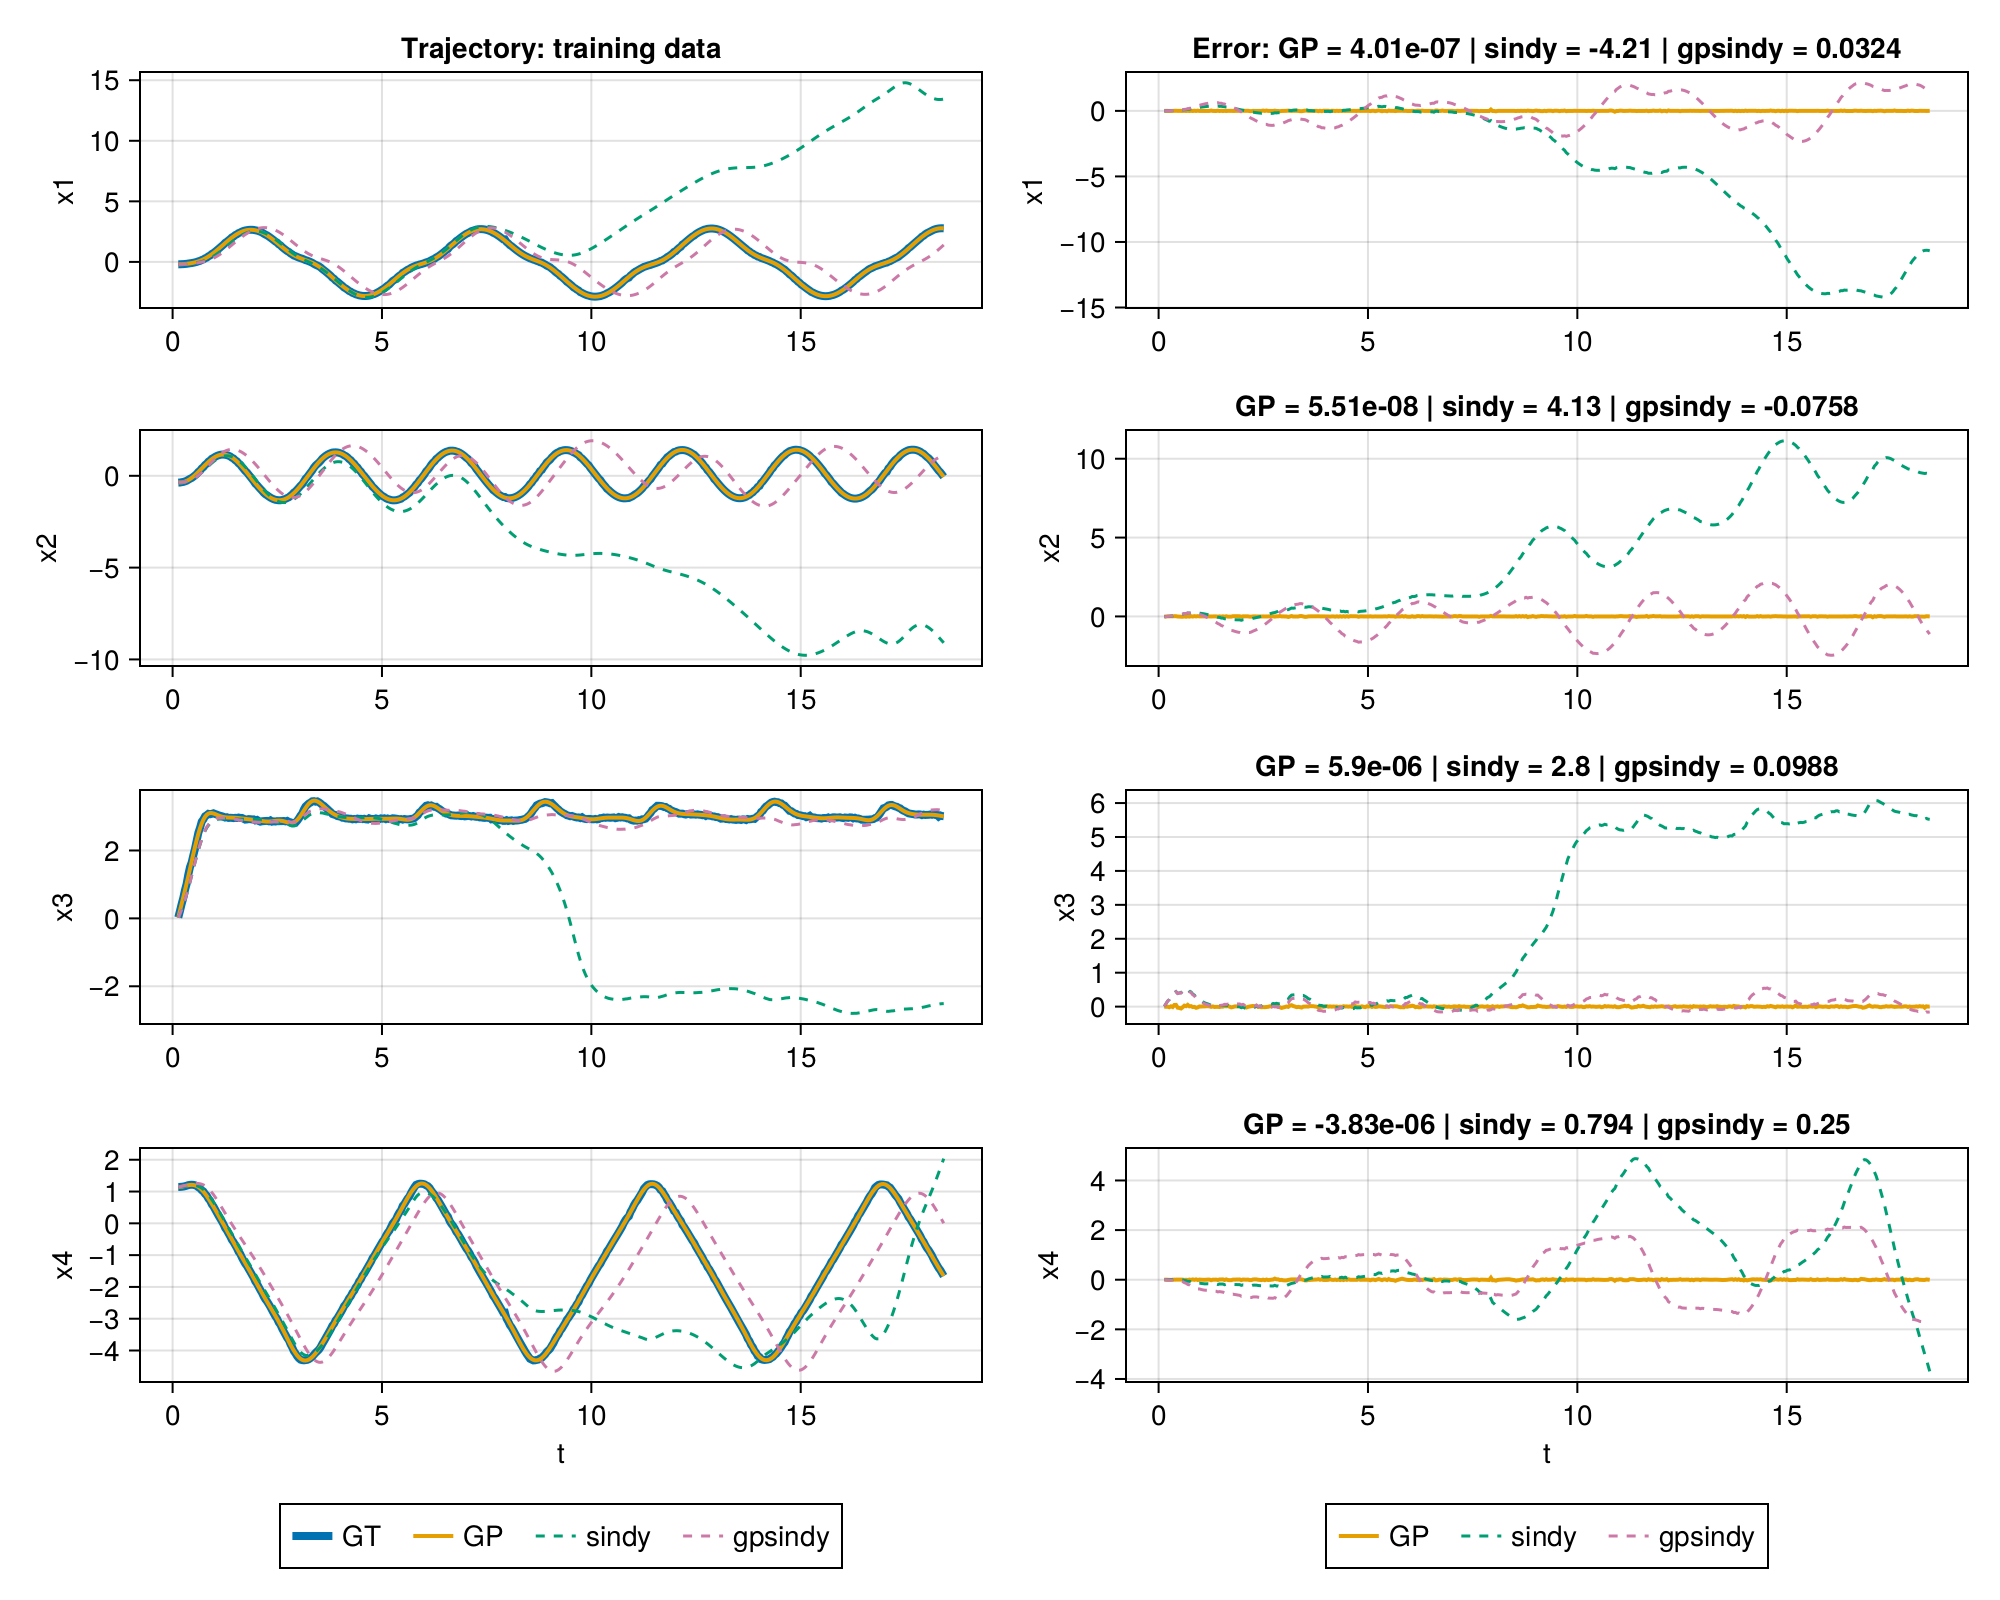 Trajectory: training data
x1
15
10
5
0
0 5 10 15
Error: GP = 4.01e-07 | sindy = -4.21 | gpsindy = 0.0324
x1
0
−5
−10
−15
0 5 10 15
x2
0
−5
−10
0 5 10 15
GP = 5.51e-08 | sindy = 4.13 | gpsindy = -0.0758
x2
10
5
0
0 5 10 15
x3
2
0
−2
0 5 10 15
GP = 5.9e-06 | sindy = 2.8 | gpsindy = 0.0988
x3
6
5
4
3
2
1
0
0 5 10 15
x4
2
1
0
−1
−2
−3
−4
0 5 10 15
t
GP = -3.83e-06 | sindy = 0.794 | gpsindy = 0.25
x4
4
2
0
−2
−4
0 5 10 15
t
GT GP sindy gpsindy
GP sindy gpsindy